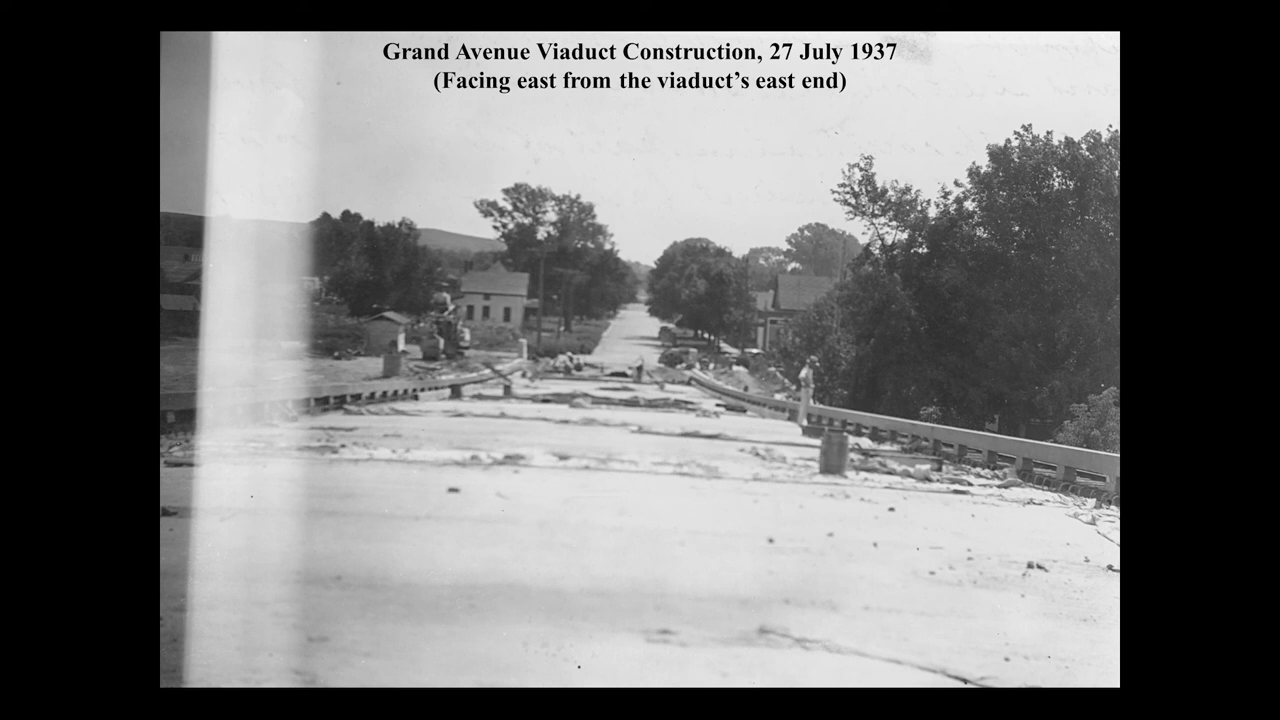 Grand Avenue Viaduct Construction, 27 July 1937
(Facing east from the viaduct’s east end)